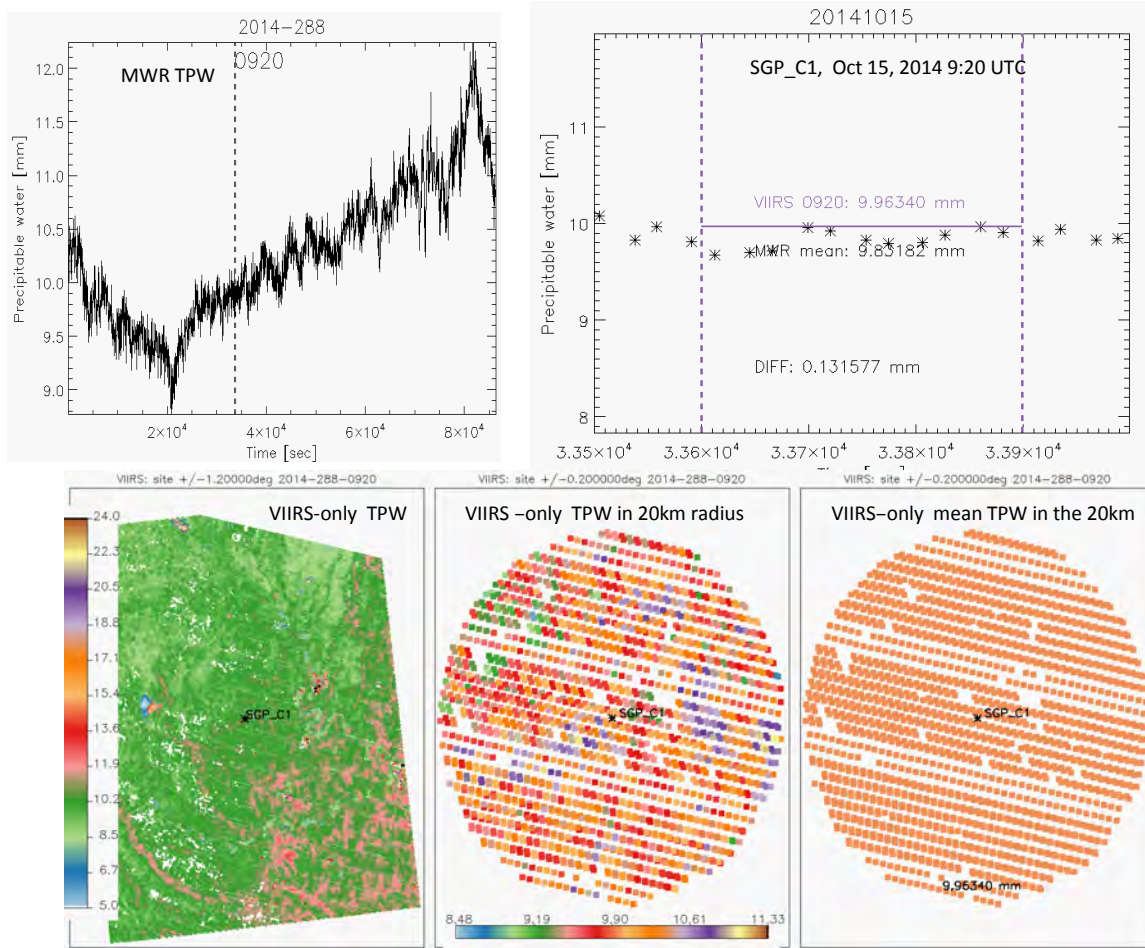 2014-288
0920
MWR TPW
12.0
11.5
11.0
10.5
10.0
9.5
9.0
Precipitable water [mm]
2×10⁴
4×10⁴
6×10⁴
8×10⁴
Time [sec]
20141015
SGP_C1, Oct 15, 2014 9:20 UTC
11
10
9
8
Precipitable water [mm]
VIIRS 0920: 9.96340 mm
MWR mean: 9.83182 mm
DIFF: 0.131577 mm
3.35×10⁴
3.36×10⁴
3.37×10⁴
3.38×10⁴
3.39×10⁴
VIIRS: site +/-1.20000deg 2014-288-0920
VIIRS-only TPW
24.0
22.3
20.5
18.8
17.1
15.4
13.6
11.9
10.2
8.5
6.7
5.0
SGP_C1
VIIRS: site +/-0.200000deg 2014-288-0920
VIIRS –only TPW in 20km radius
SGP_C1
8.48
9.19
9.90
10.61
11.33
VIIRS: site +/-0.200000deg 2014-288-0920
VIIRS–only mean TPW in the 20km
SGP_C1
9.96340 mm